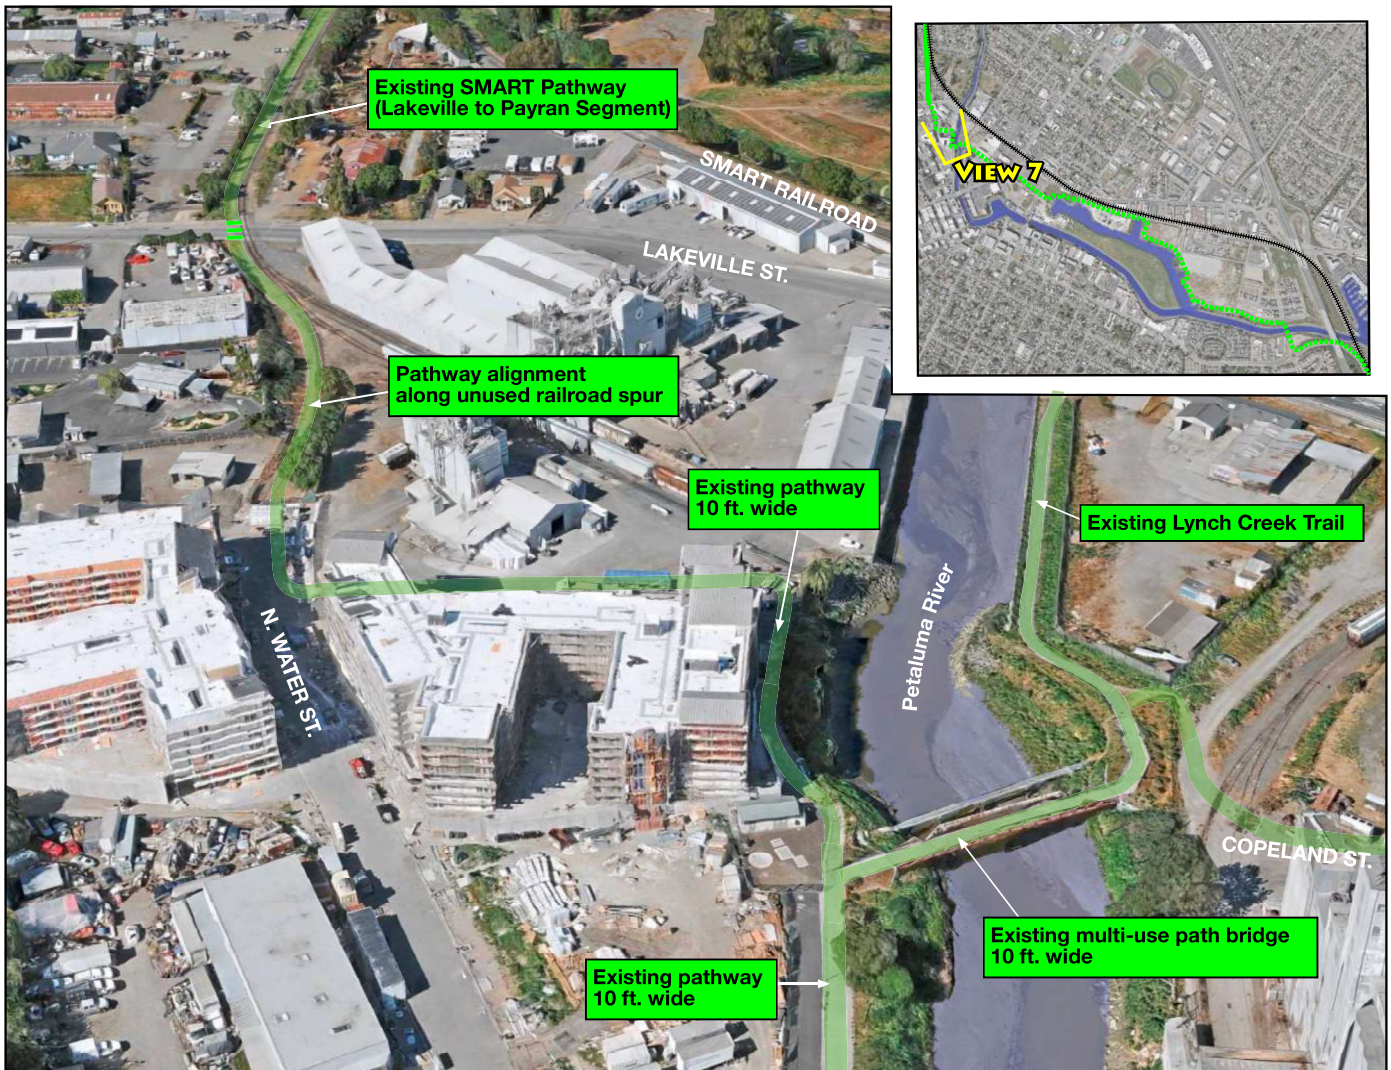 Existing SMART Pathway
(Lakeville to Payran Segment)
VIEW 7
SMART RAILROAD
LAKEVILLE ST.
Pathway alignment
along unused railroad spur
Existing pathway
10 ft. wide
Existing Lynch Creek Trail
Petaluma River
N. WATER ST.
COPELAND ST.
Existing multi-use path bridge
10 ft. wide
Existing pathway
10 ft. wide